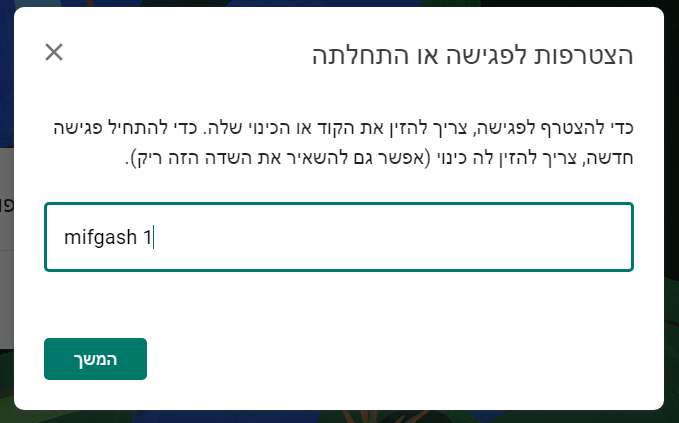 הצטרפות לפגישה או התחלתה
כדי להצטרף לפגישה, צריך להזין את הקוד או הכינוי שלה. כדי להתחיל פגישה
חדשה, צריך להזין לה כינוי (אפשר גם להשאיר את השדה הזה ריק).
mifgash 1
המשך